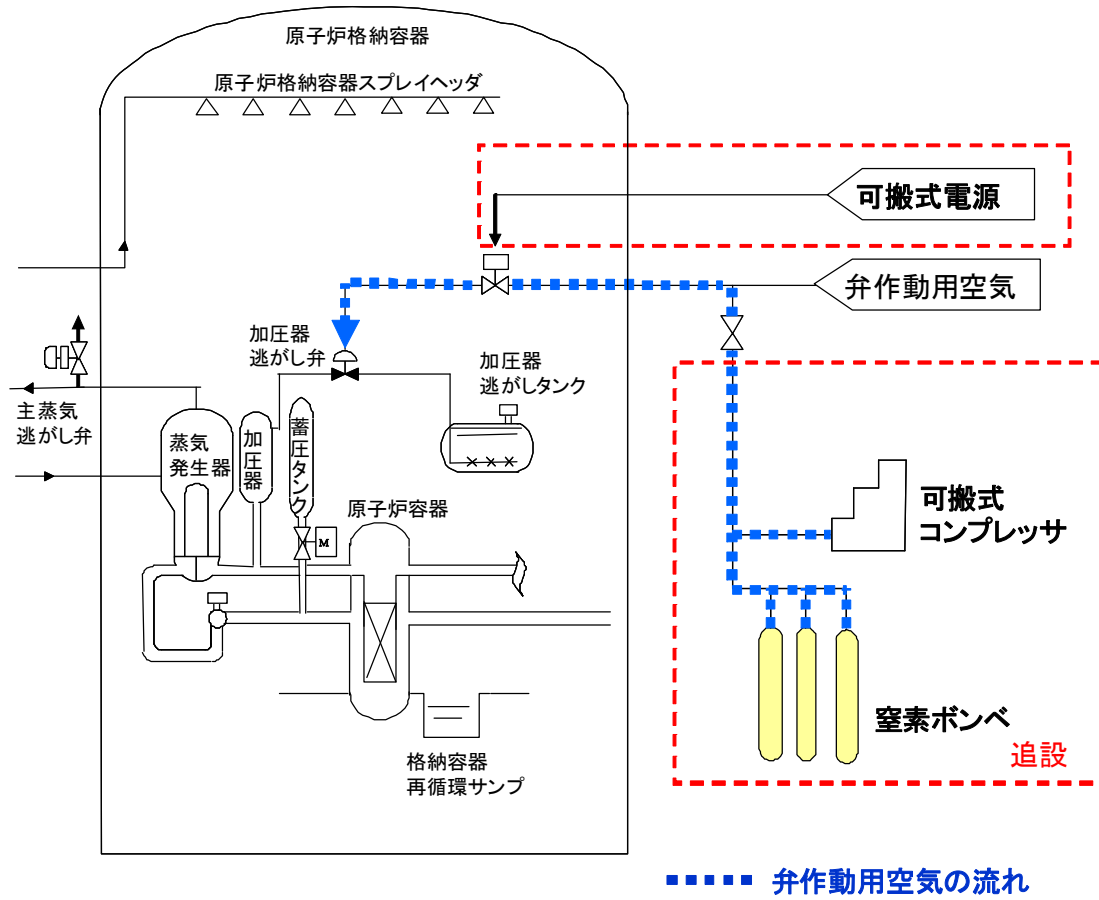 原子炉格納容器
原子炉格納容器スプレイヘッダ
可搬式電源
弁作動用空気
加圧器
逃がし弁
加圧器
逃がしタンク
主蒸気
逃がし弁
蒸気
発生器
加圧器
蓄圧タンク
M
原子炉容器
可搬式
コンプレッサ
窒素ボンベ
追設
格納容器
再循環サンプ
弁作動用空気の流れ